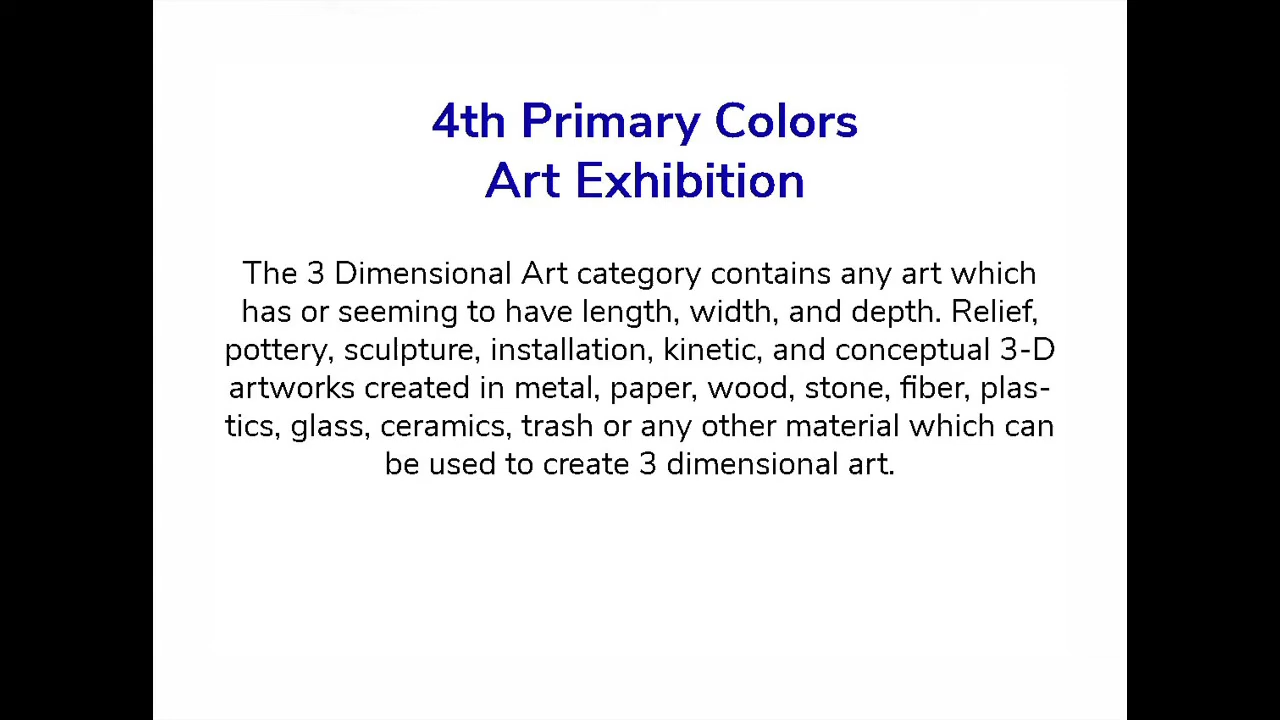 4th Primary Colors
Art Exhibition
The 3 Dimensional Art category contains any art which
has or seeming to have length, width, and depth. Relief,
pottery, sculpture, installation, kinetic, and conceptual 3-D
artworks created in metal, paper, wood, stone, fiber, plas-
tics, glass, ceramics, trash or any other material which can
be used to create 3 dimensional art.